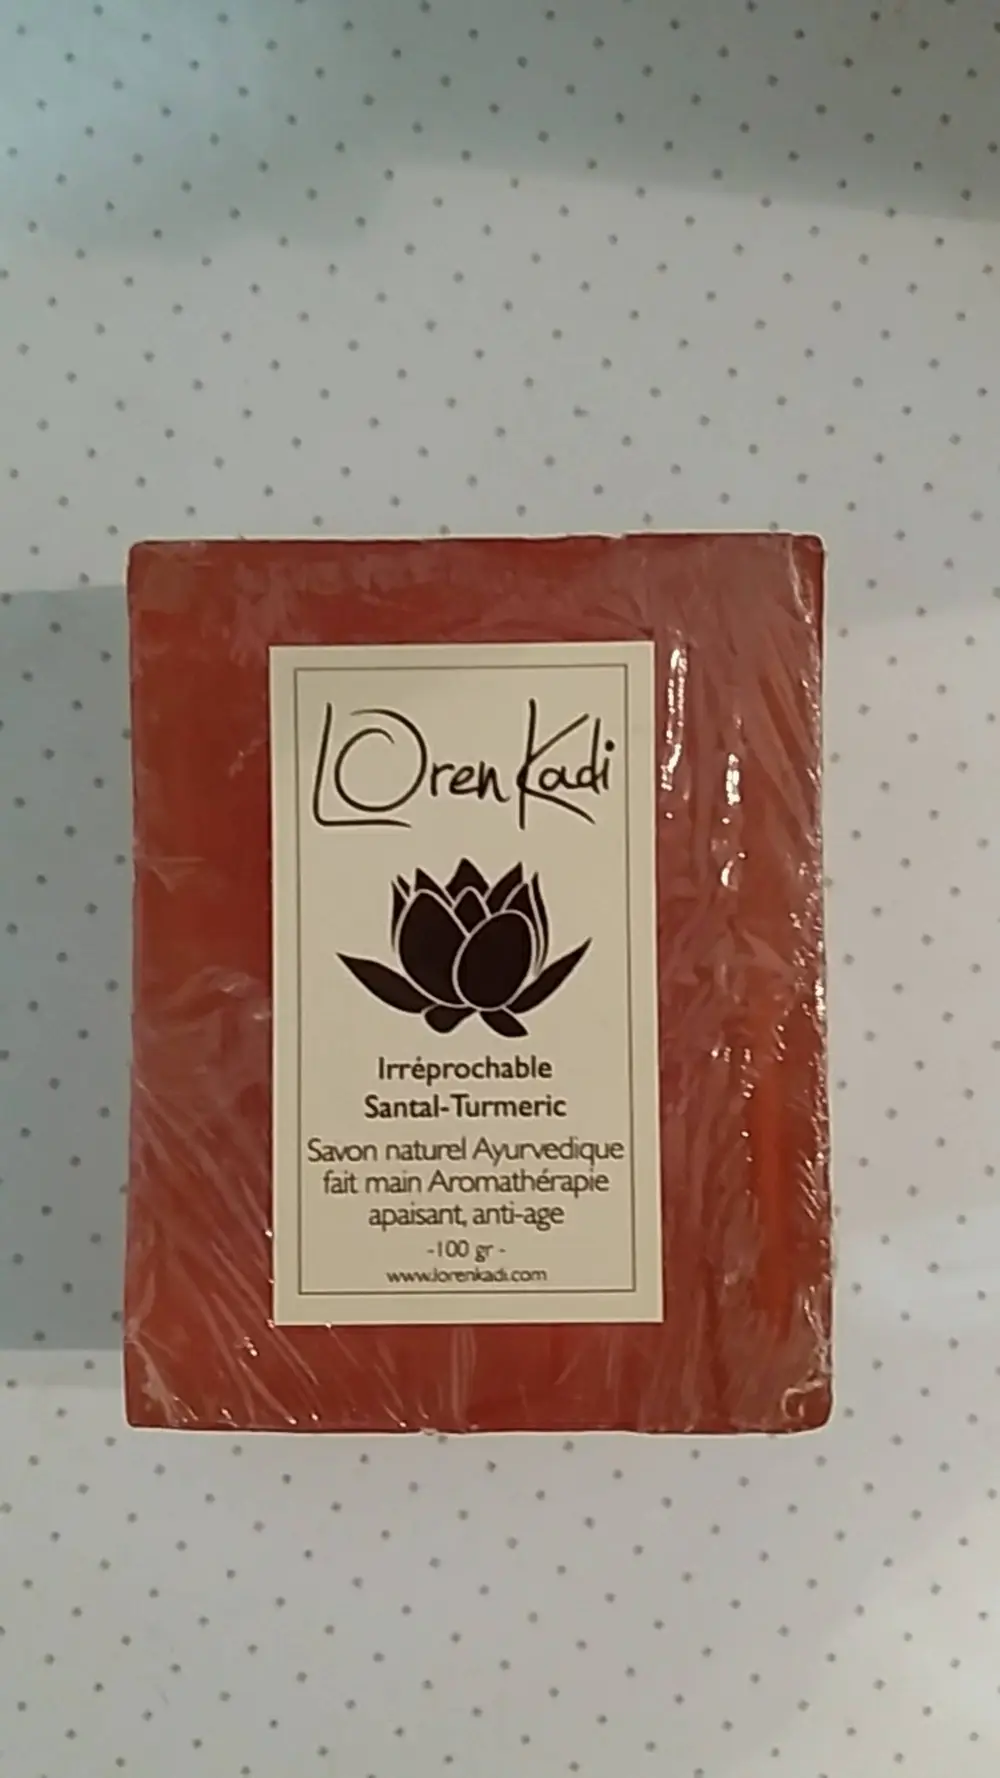 Loren Kadi
Irréprochable
Santal-Turmeric
Savon naturel Ayurvedique
fait main Aromathérapie
apaisant, anti-age
-100 gr -
www.lorenkadi.com